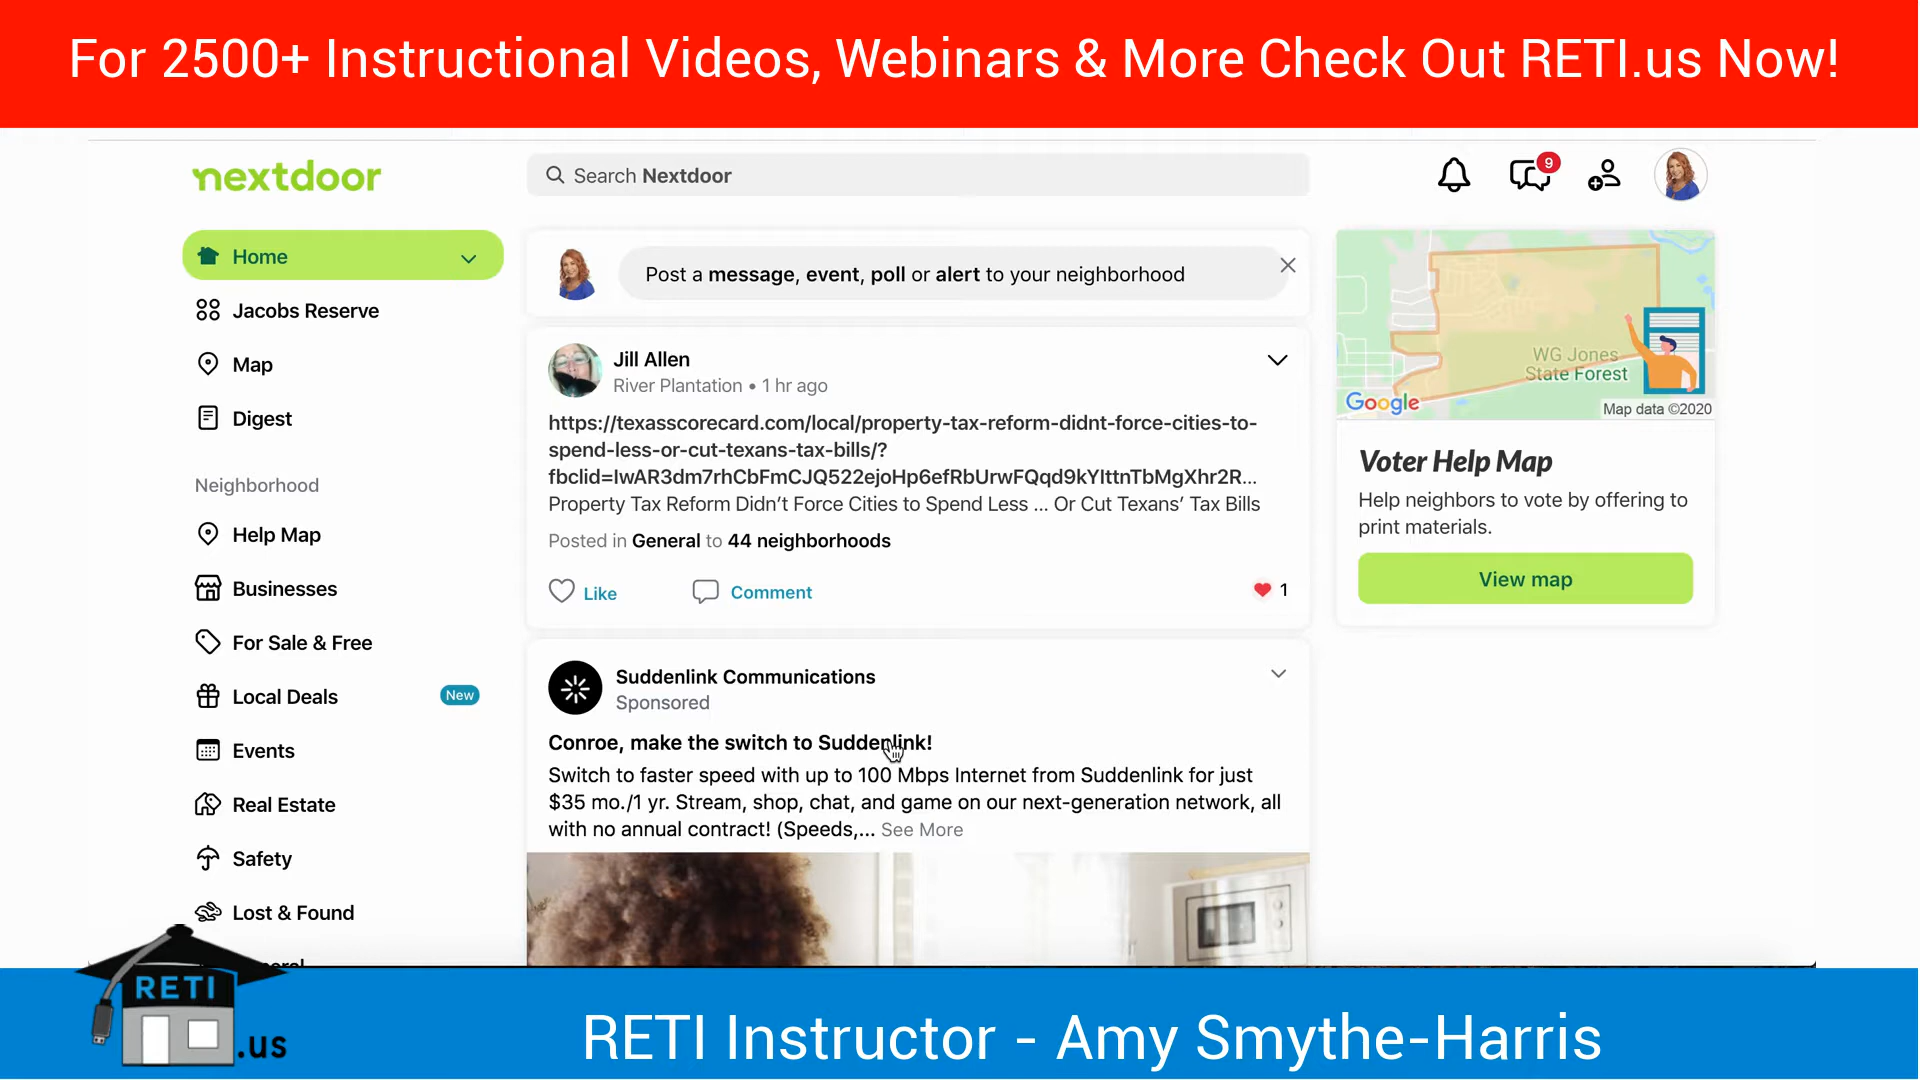 For 2500+ Instructional Videos, Webinars & More Check Out RETI.us Now!
nextdoor
Search Nextdoor
9
Home
Jacobs Reserve
Map
Digest
Neighborhood
Help Map
Businesses
For Sale & Free
Local Deals
New
Events
Real Estate
Safety
Lost & Found
Post a message, event, poll or alert to your neighborhood
Jill Allen
River Plantation • 1 hr ago
https://texasscorecard.com/local/property-tax-reform-didnt-force-cities-to-
spend-less-or-cut-texans-tax-bills/?
fbclid=IwAR3dm7rhCbFmCJQ522ejoHp6efRbUrwFQqd9kYIttnTbMgXhr2R...
Property Tax Reform Didn’t Force Cities to Spend Less ... Or Cut Texans’ Tax Bills
Posted in General to 44 neighborhoods
Like
Comment
1
Suddenlink Communications
Sponsored
Conroe, make the switch to Suddenlink!
Switch to faster speed with up to 100 Mbps Internet from Suddenlink for just
$35 mo./1 yr. Stream, shop, chat, and game on our next-generation network, all
with no annual contract! (Speeds,... See More
WG Jones
State Forest
Google
Map data ©2020
Voter Help Map
Help neighbors to vote by offering to
print materials.
View map
RETI
.us
RETI Instructor - Amy Smythe-Harris